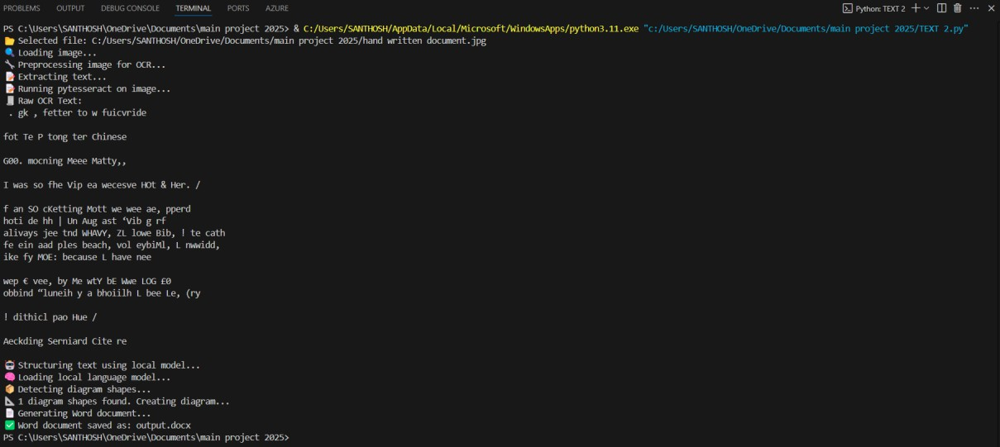 PROBLEMS OUTPUT DEBUG CONSOLE TERMINAL PORTS AZURE Python: TEXT 2
PS C:\Users\SANTHOSH\OneDrive\Documents\main project 2025> & C:/Users/SANTHOSH/AppData/Local/Microsoft/WindowsApps/python3.11.exe "c:/Users/SANTHOSH/OneDrive/Documents/main project 2025/TEXT 2.py"
📂 Selected file: C:/Users/SANTHOSH/OneDrive/Documents/main project 2025/hand written document.jpg
🔍 Loading image...
🔧 Preprocessing image for OCR...
📝 Extracting text...
📝 Running pytesseract on image...
🧾 Raw OCR Text:
. gk , fetter to w fuicvride
fot Te P tong ter Chinese
G00. mocning Meee Matty,,
I was so fhe Vip ea wecesve HOt & Her. /
f an SO cKetting Mott we wee ae, pperd
hoti de hh | Un Aug ast ‘Vib g rf
alivays jee tnd WHAVY, ZL lowe Bib, ! te cath
fe ein aad ples beach, vol eybiMl, L nwwidd,
ike fy MOE: because L have nee
wep € vee, by Me wtY bE Wwe LOG £0
obbind “luneih y a bhoiilh L bee Le, (ry
! dithicl pao Hue /
Aeckding Serniard Cite re
🤖 Structuring text using local model...
🧠 Loading local language model...
📦 Detecting diagram shapes...
📐 1 diagram shapes found. Creating diagram...
📄 Generating Word document...
✅ Word document saved as: output.docx
PS C:\Users\SANTHOSH\OneDrive\Documents\main project 2025>